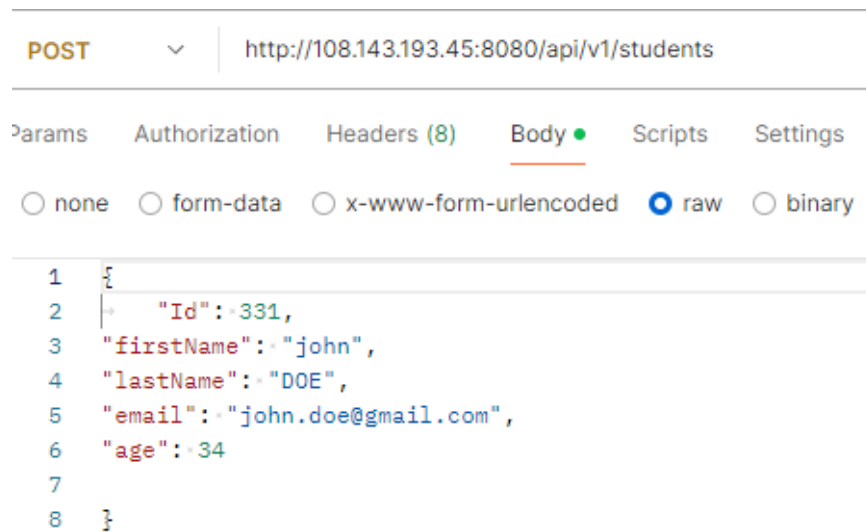 POST http://108.143.193.45:8080/api/v1/students
Params Authorization Headers (8) Body Scripts Settings
none form-data x-www-form-urlencoded raw binary
1 {
2 "Id": 331,
3 "firstName": "john",
4 "lastName": "DOE",
5 "email": "john.doe@gmail.com",
6 "age": 34
7
8 }